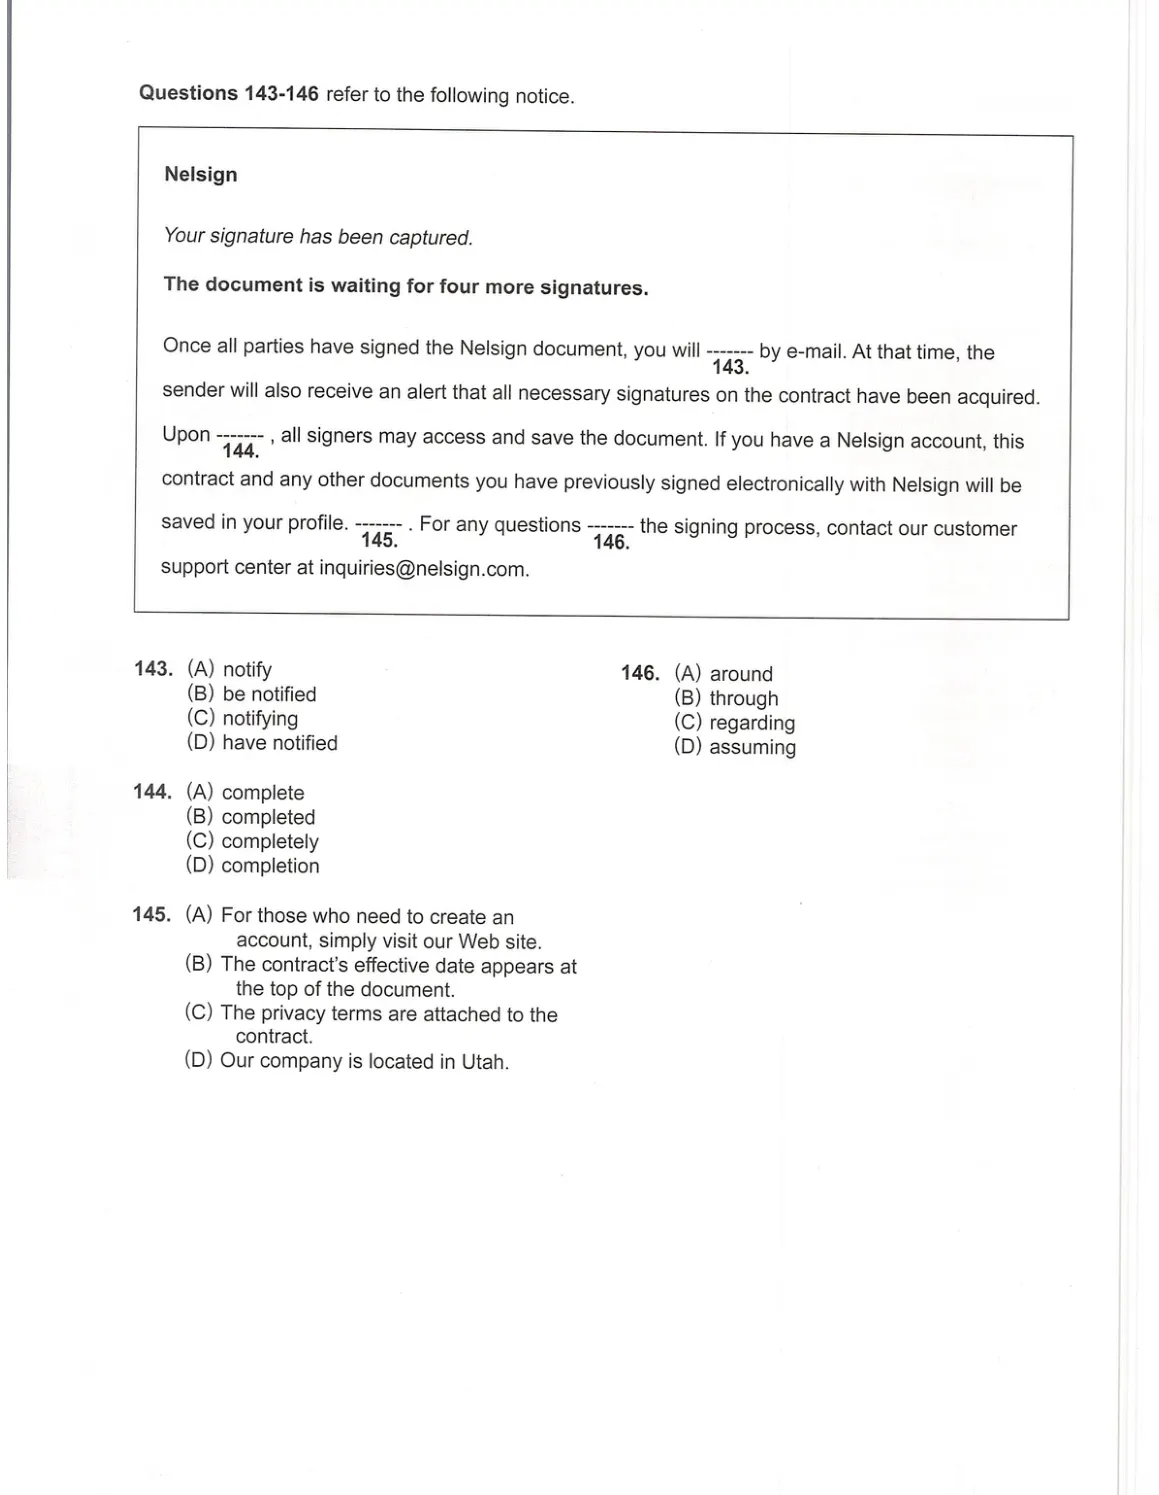 Questions 143-146 refer to the following notice.
Nelsign
Your signature has been captured.
The document is waiting for four more signatures.
Once all parties have signed the Nelsign document, you will ------- by e-mail. At that time, the
143.
sender will also receive an alert that all necessary signatures on the contract have been acquired.
Upon ------- , all signers may access and save the document. If you have a Nelsign account, this
144.
contract and any other documents you have previously signed electronically with Nelsign will be
saved in your profile. ------- . For any questions ------- the signing process, contact our customer
145. 146.
support center at inquiries@nelsign.com.
143. (A) notify
(B) be notified
(C) notifying
(D) have notified
144. (A) complete
(B) completed
(C) completely
(D) completion
145. (A) For those who need to create an
account, simply visit our Web site.
(B) The contract's effective date appears at
the top of the document.
(C) The privacy terms are attached to the
contract.
(D) Our company is located in Utah.
146. (A) around
(B) through
(C) regarding
(D) assuming